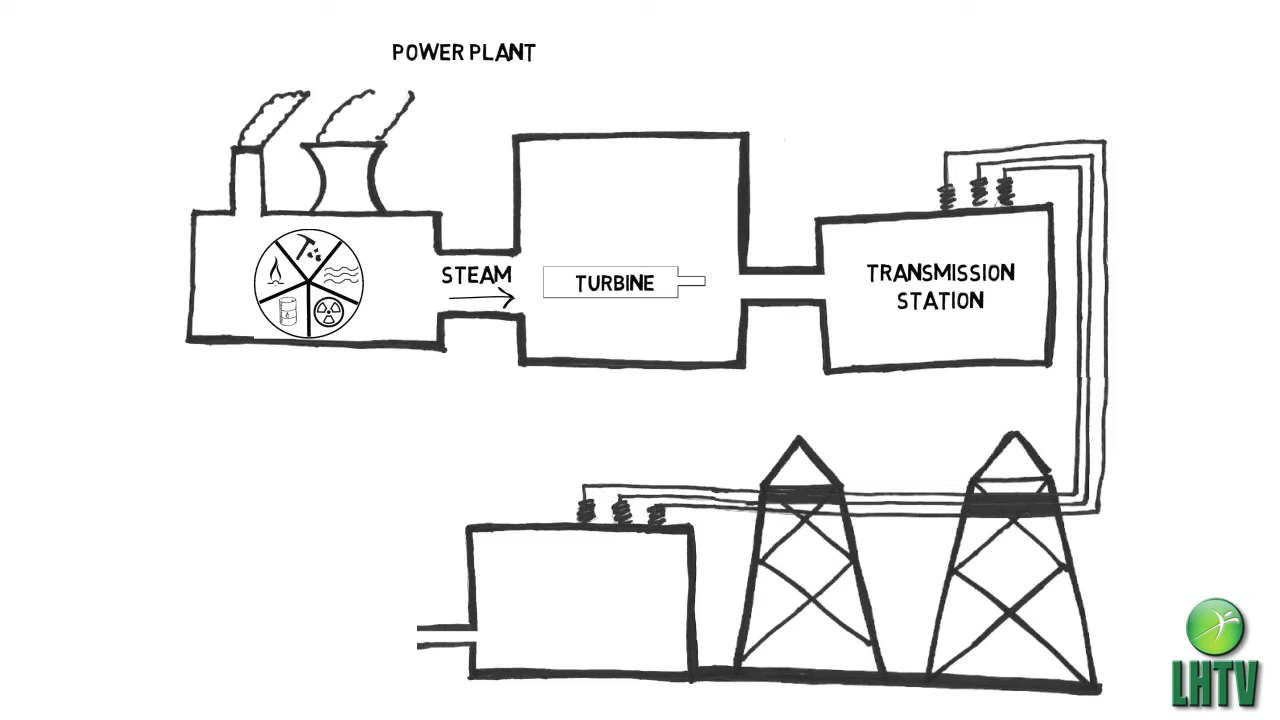 POWER PLANT
STEAM
TURBINE
TRANSMISSION
STATION
LHTV